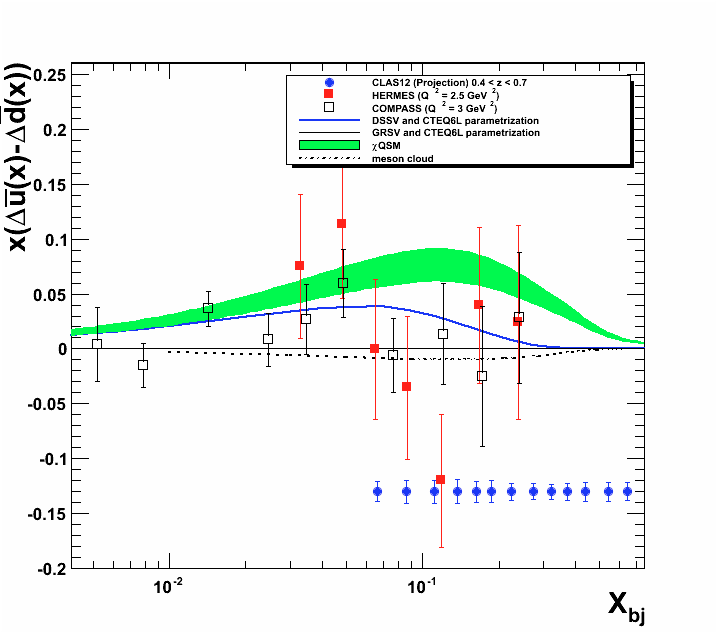 x(Δu̅(x)-Δd̅(x))
0.25
0.2
0.15
0.1
0.05
0
-0.05
-0.1
-0.15
-0.2
CLAS12 (Projection) 0.4 < z < 0.7
HERMES (Q² = 2.5 GeV²)
COMPASS (Q² = 3 GeV²)
DSSV and CTEQ6L parametrization
GRSV and CTEQ6L parametrization
χQSM
meson cloud
10⁻²
10⁻¹
X_bj